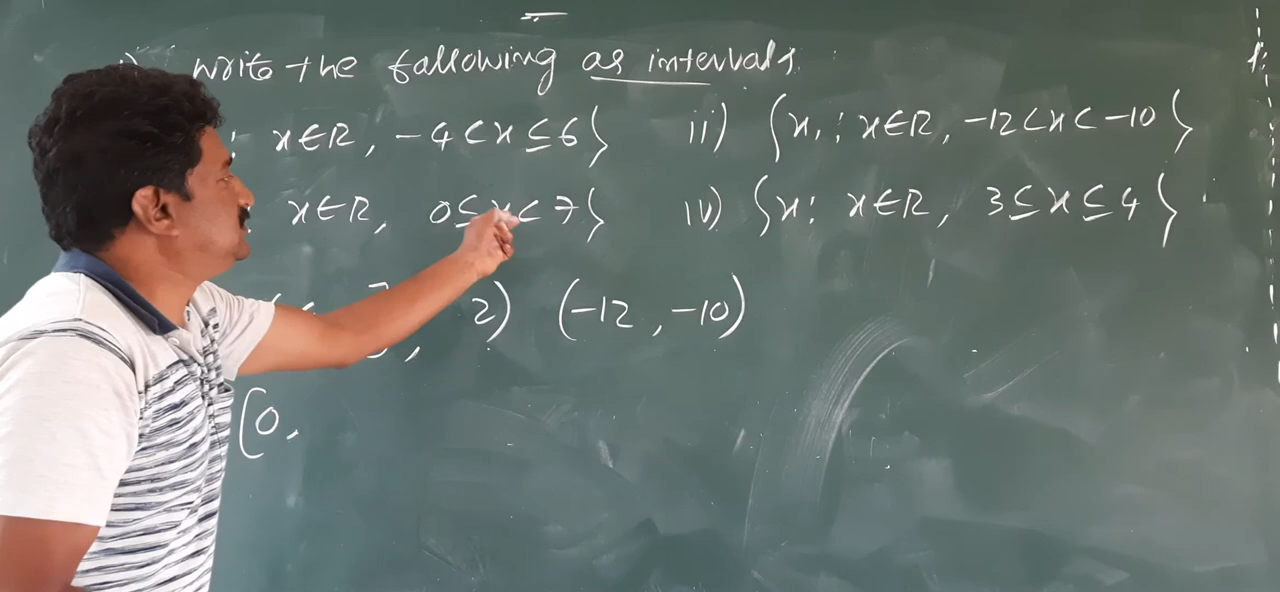 i) Write the following as intervals.
: x∈R, -4<x≤6} ii) {x, : x∈R, -12<x<-10}
: x∈R, 0≤x<7} iv) {x: x∈R, 3≤x≤4}
( ], 2) (-12, -10)
[0,